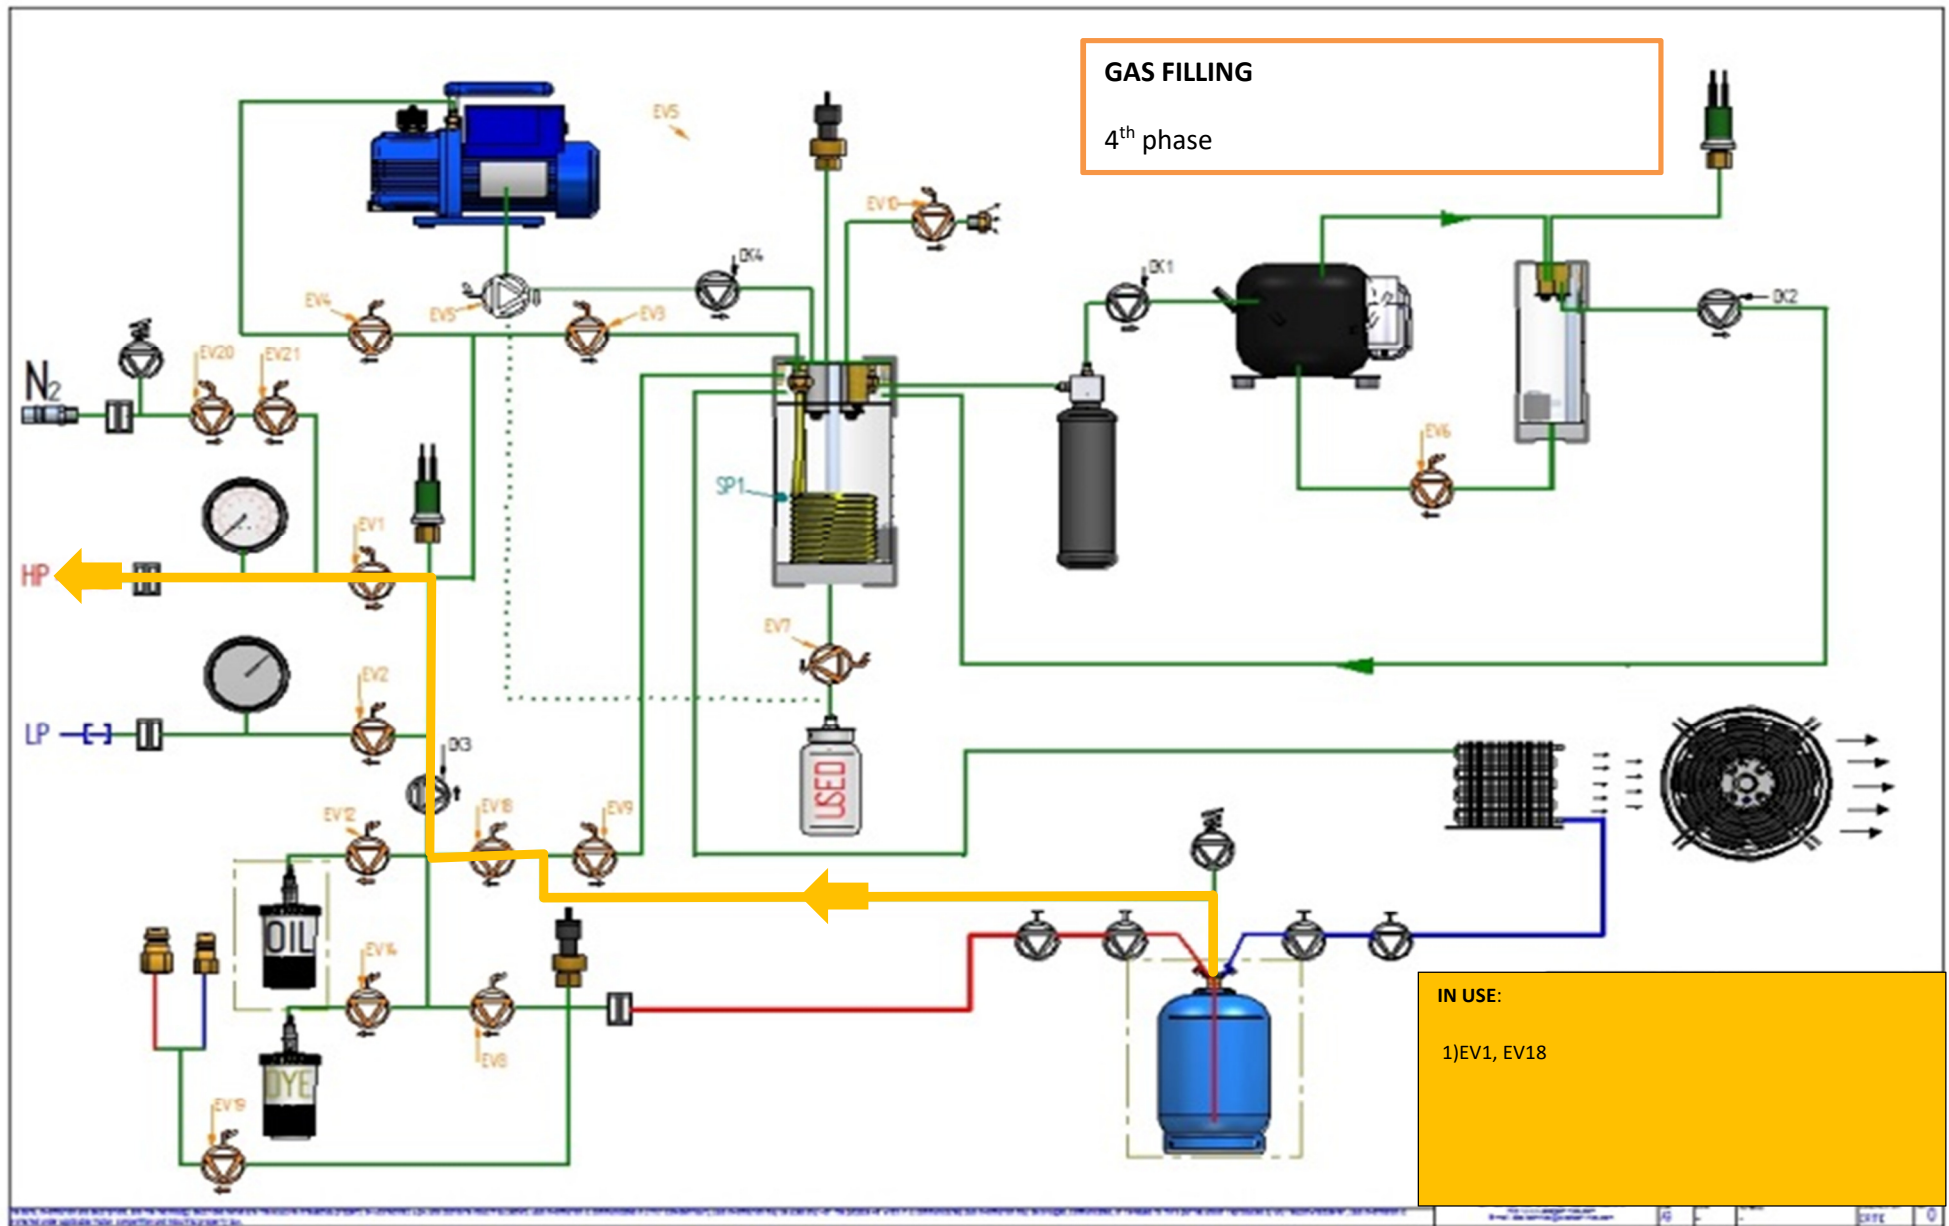 GAS FILLING
4th phase
EV5
EV10
CK4
CK1
EV4
EV5
EV3
CK2
EV20
EV21
N2
EV6
SP1
EV1
HP
EV7
EV2
LP
CK3
USED
EV12
EV18
EV9
OIL
EV14
IN USE:
1)EV1, EV18
EV8
DYE
EV19